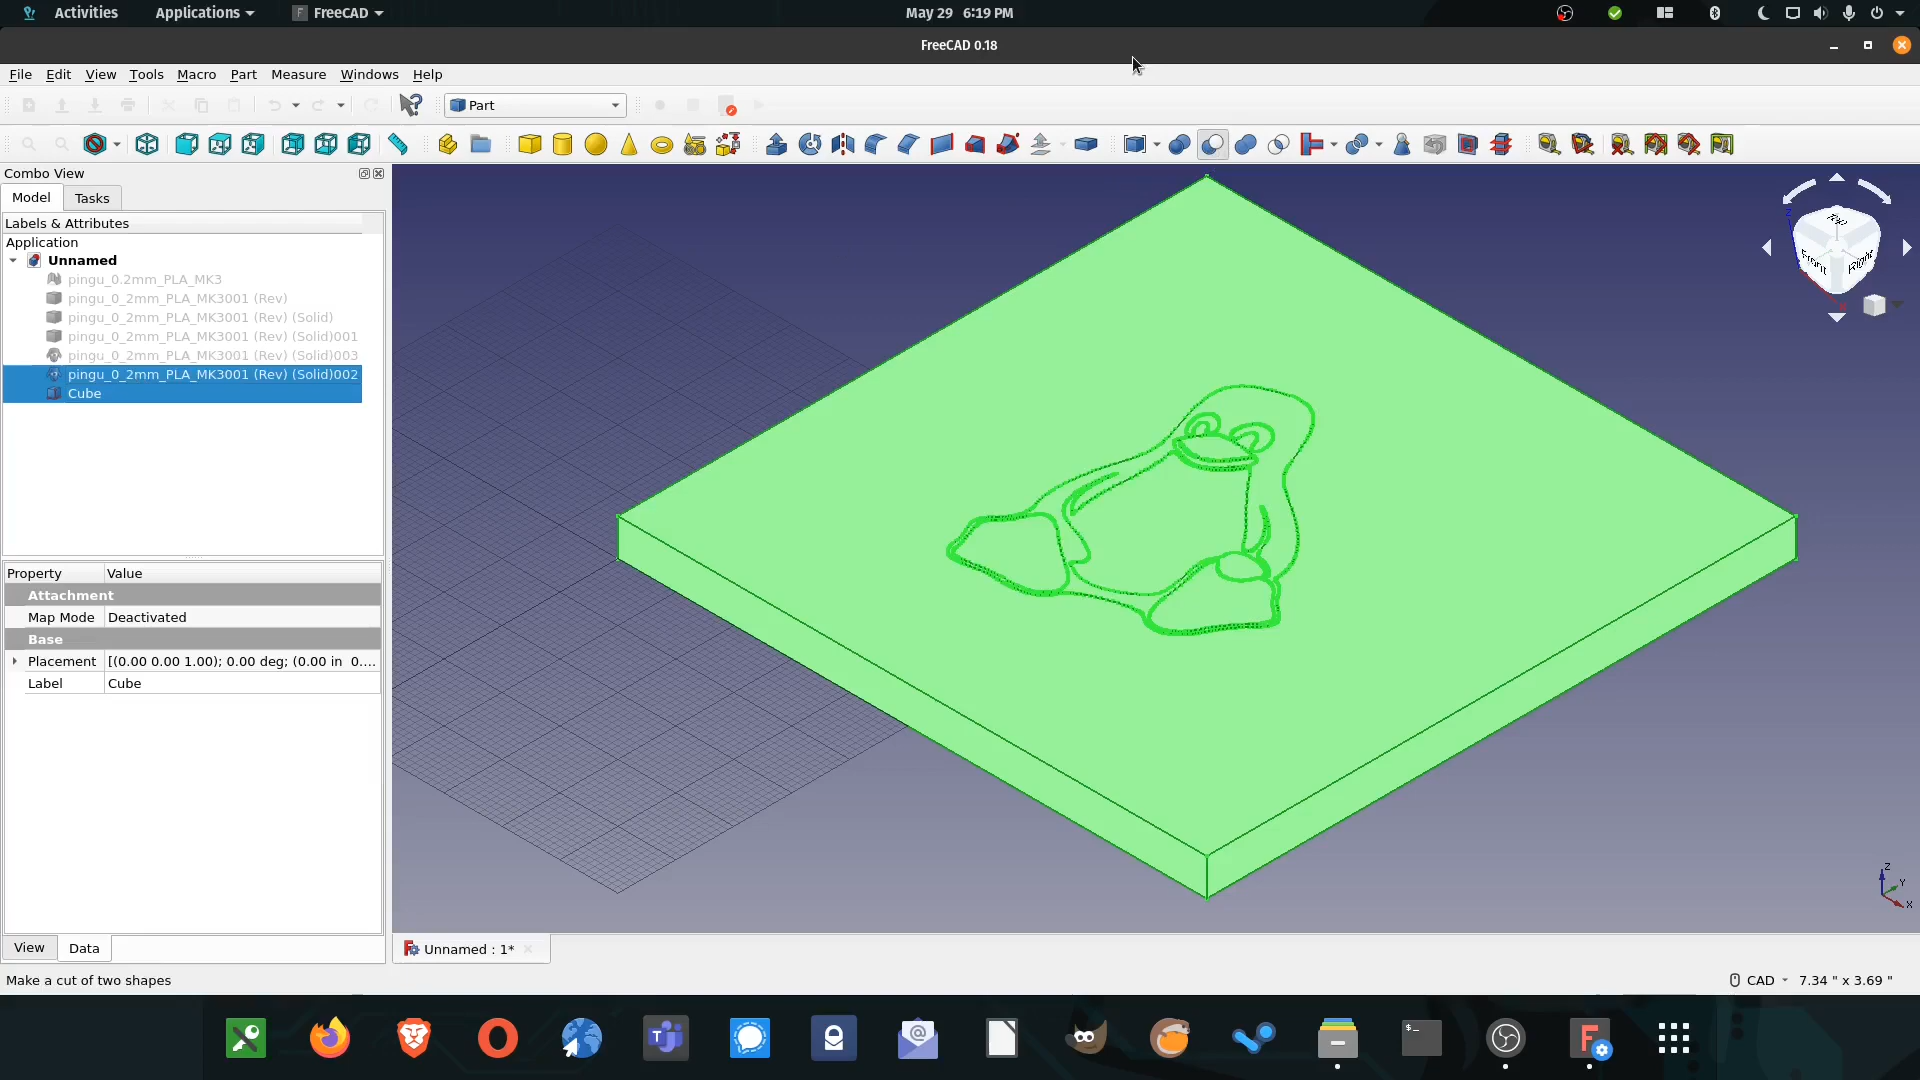 Activities Applications FreeCAD May 29 6:19 PM
FreeCAD 0.18
File Edit View Tools Macro Part Measure Windows Help
Part
Combo View
Model Tasks
Labels & Attributes
Application
Unnamed
pingu_0.2mm_PLA_MK3
pingu_0_2mm_PLA_MK3001 (Rev)
pingu_0_2mm_PLA_MK3001 (Rev) (Solid)
pingu_0_2mm_PLA_MK3001 (Rev) (Solid)001
pingu_0_2mm_PLA_MK3001 (Rev) (Solid)003
pingu_0_2mm_PLA_MK3001 (Rev) (Solid)002
Cube
Top
Front Right
Z
Property Value
Attachment
Map Mode Deactivated
Base
Placement [(0.00 0.00 1.00); 0.00 deg; (0.00 in 0....
Label Cube
Z
Y
X
View Data
Unnamed : 1*
Make a cut of two shapes
CAD 7.34 " x 3.69 "